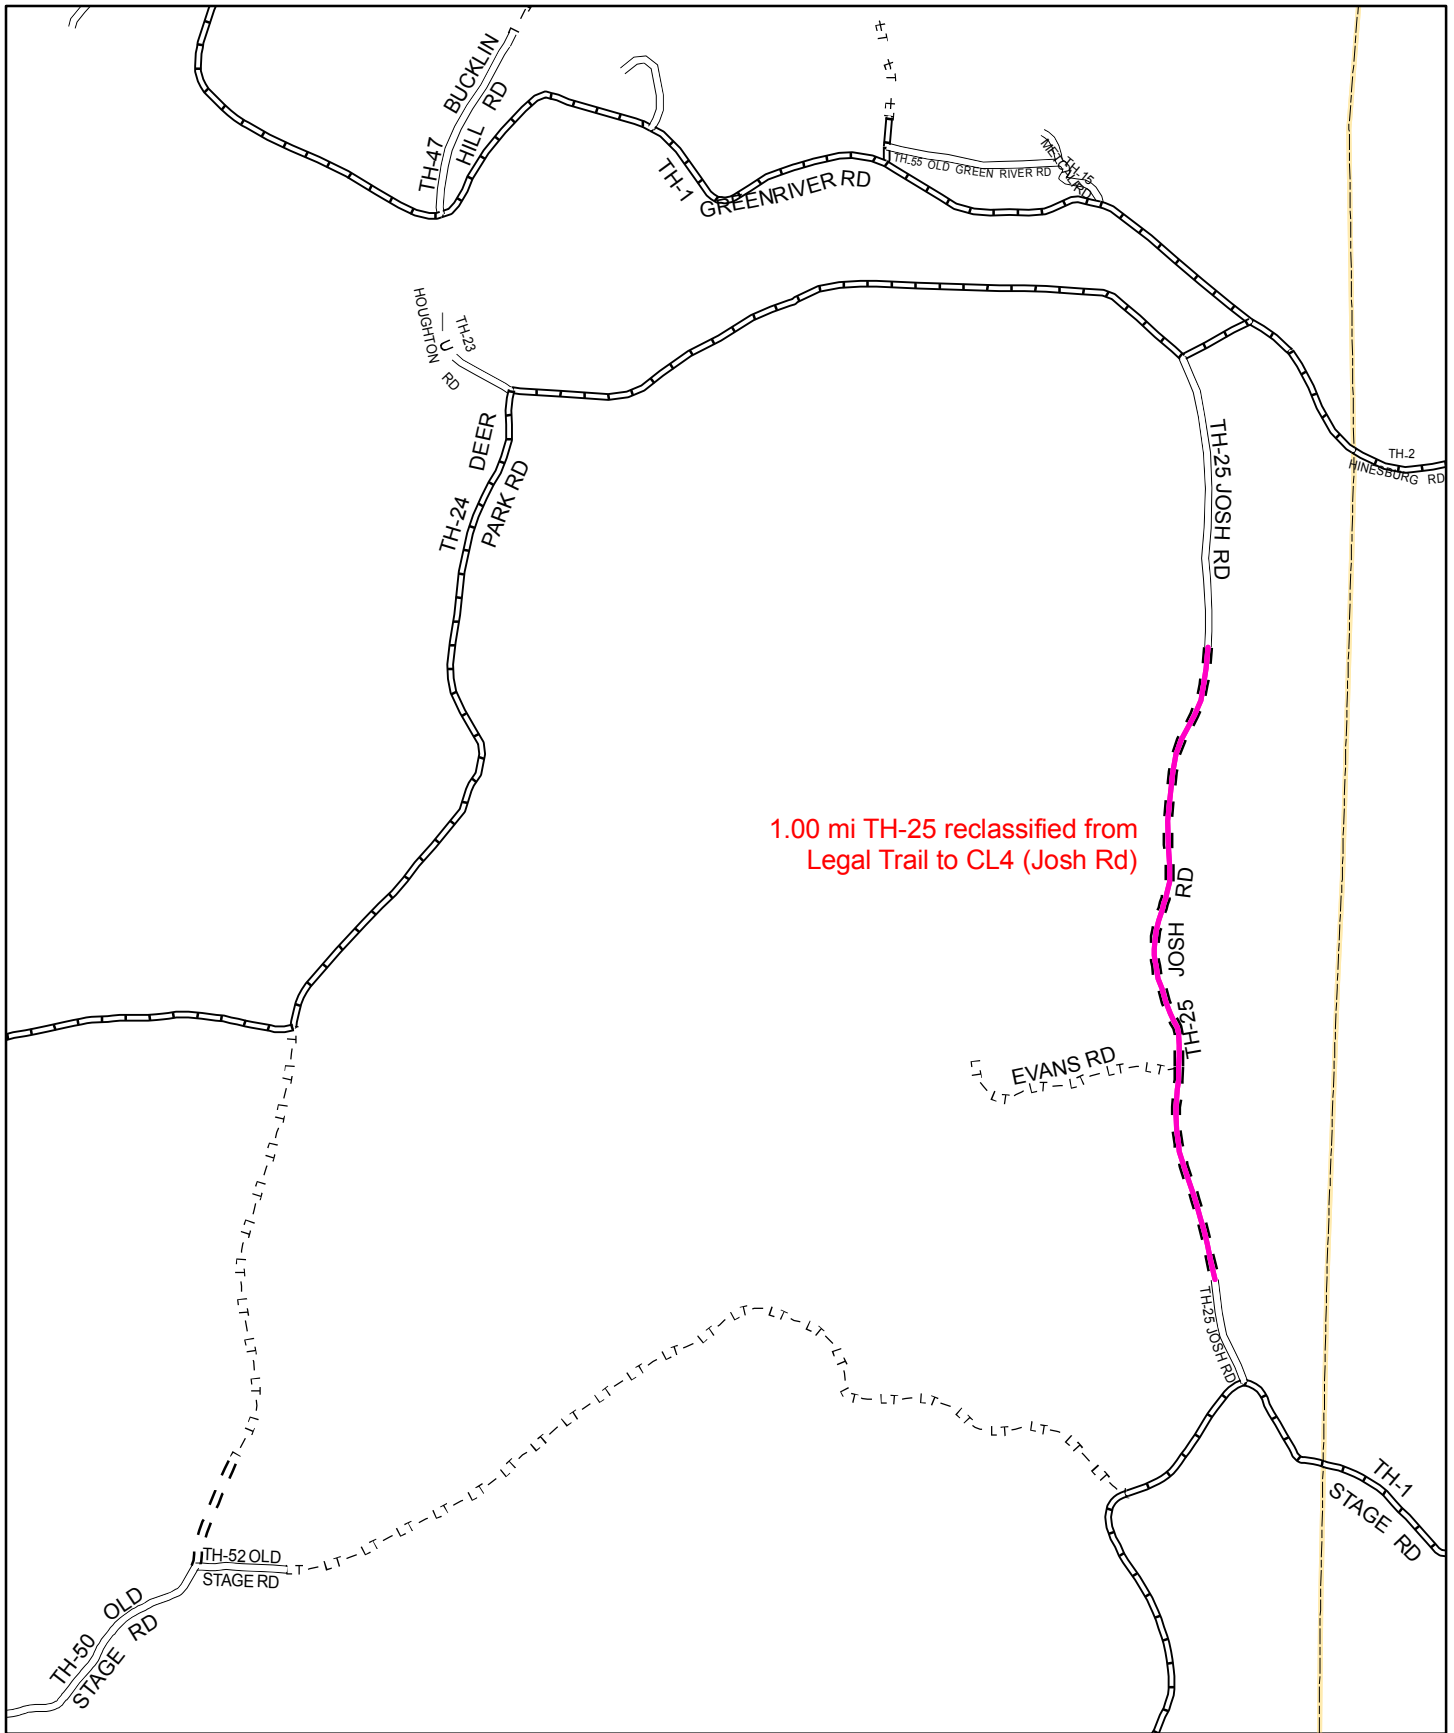 TH-47 BUCKLIN
HILL RD
TH-1
GREENRIVER RD
TH-55 OLD GREEN RIVER RD
TH-15
HOUGHTON RD
U
TH-23
TH-24 DEER
PARK RD
TH-25 JOSH RD
TH-2
HINESBURG RD
1.00 mi TH-25 reclassified from
Legal Trail to CL4 (Josh Rd)
TH-25 JOSH RD
EVANS RD
TH-25 JOSH RD
TH-1
STAGE RD
TH-52 OLD
STAGE RD
TH-50 OLD
STAGE RD